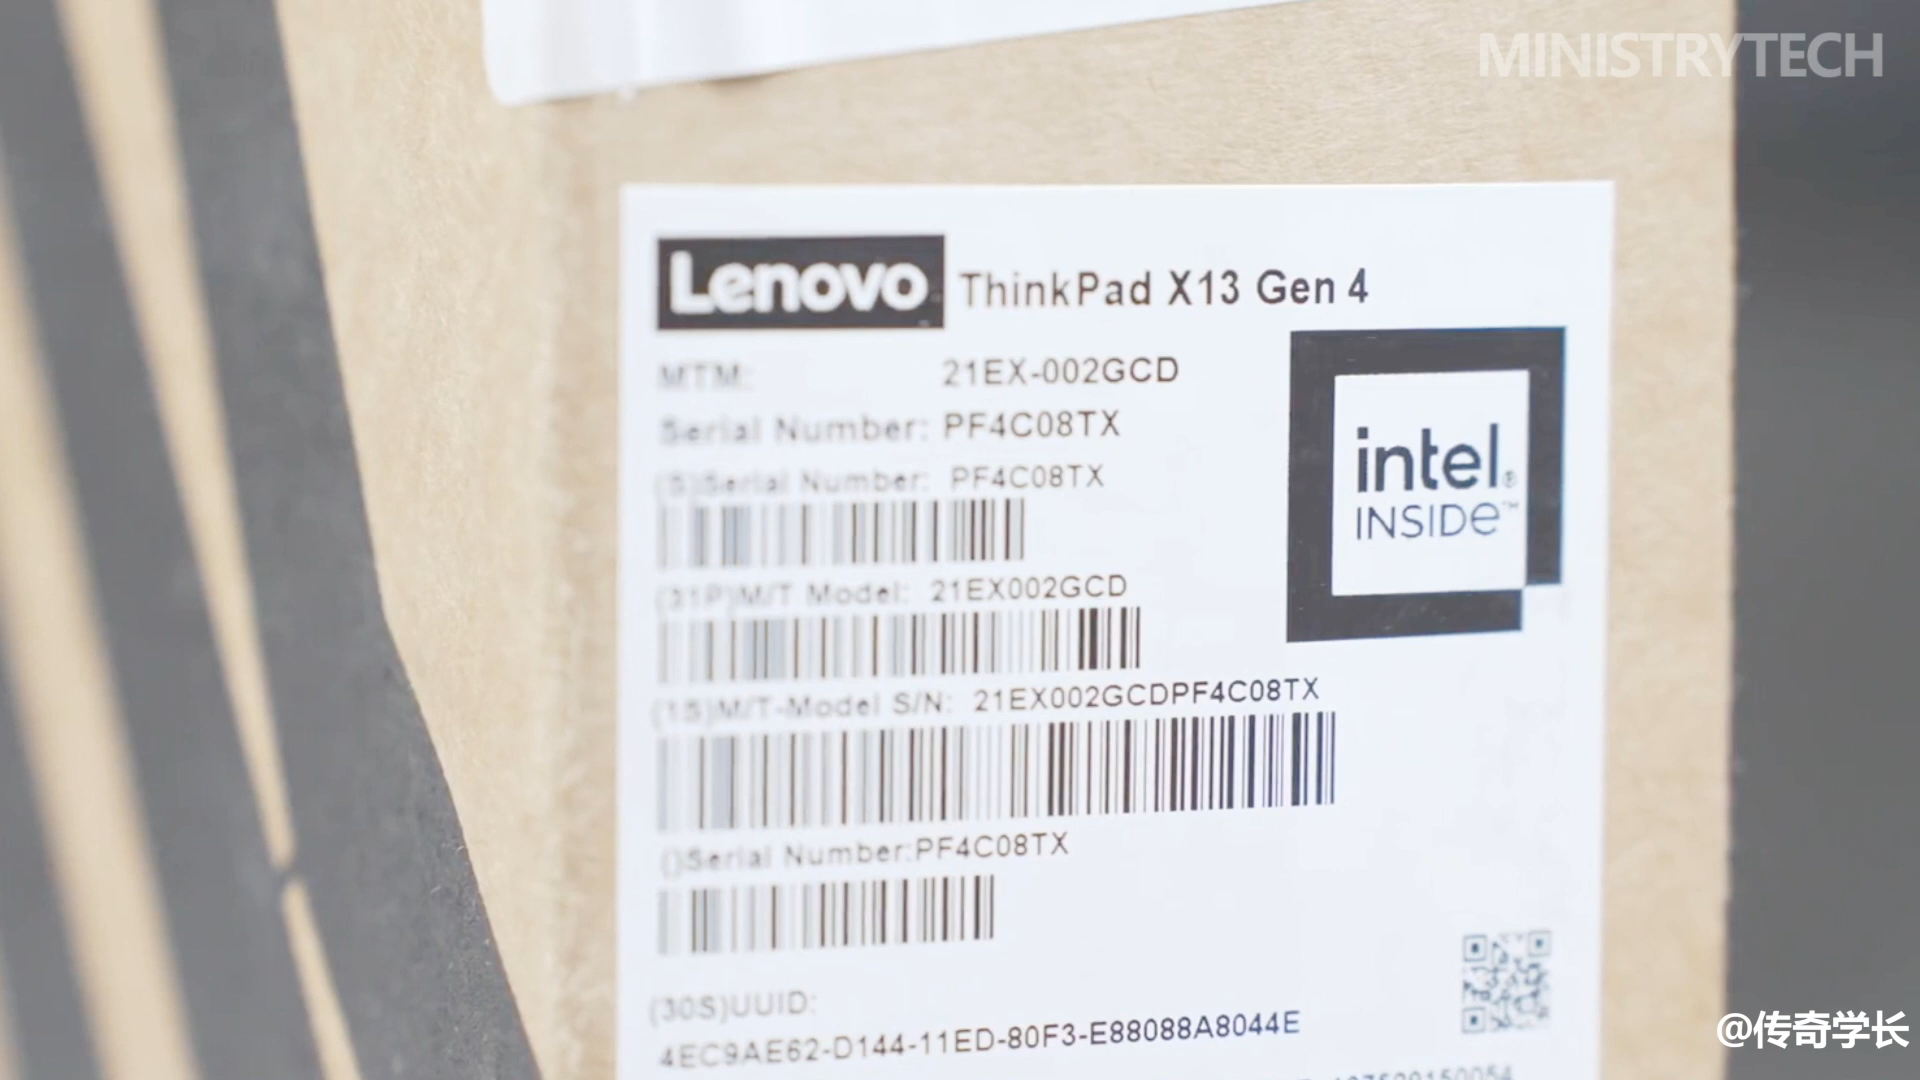 MINISTRYTECH
Lenovo ThinkPad X13 Gen 4
MTM: 21EX-002GCD
Serial Number: PF4C08TX
(S)Serial Number: PF4C08TX
intel®
INSIDE™
(31P)M/T Model: 21EX002GCD
(1S)M/T-Model S/N: 21EX002GCDPF4C08TX
()Serial Number:PF4C08TX
(30S)UUID:
4EC9AE62-D144-11ED-80F3-E88088A8044E
@传奇学长